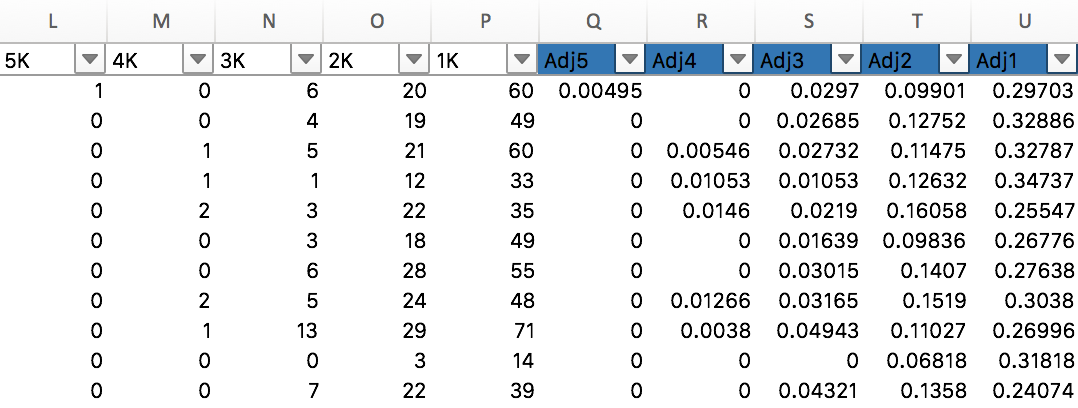 L M N O P Q R S T U
5K 4K 3K 2K 1K Adj5 Adj4 Adj3 Adj2 Adj1
1 0 6 20 60 0.00495 0 0.0297 0.09901 0.29703
0 0 4 19 49 0 0 0.02685 0.12752 0.32886
0 1 5 21 60 0 0.00546 0.02732 0.11475 0.32787
0 1 1 12 33 0 0.01053 0.01053 0.12632 0.34737
0 2 3 22 35 0 0.0146 0.0219 0.16058 0.25547
0 0 3 18 49 0 0 0.01639 0.09836 0.26776
0 0 6 28 55 0 0 0.03015 0.1407 0.27638
0 2 5 24 48 0 0.01266 0.03165 0.1519 0.3038
0 1 13 29 71 0 0.0038 0.04943 0.11027 0.26996
0 0 0 3 14 0 0 0 0.06818 0.31818
0 0 7 22 39 0 0 0.04321 0.1358 0.24074